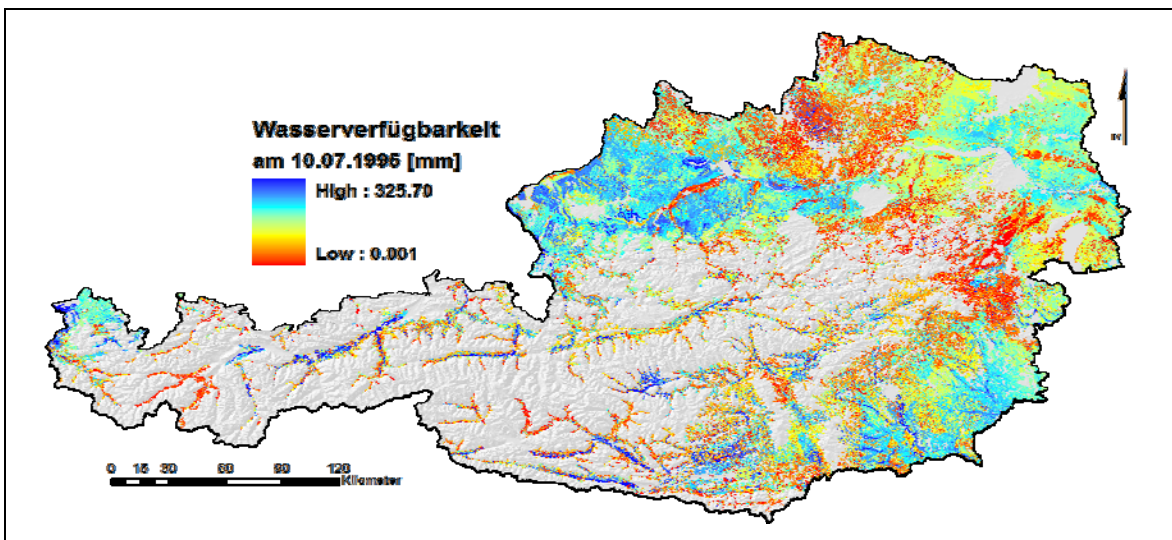 Wasserverfügbarkeit
am 10.07.1995 [mm]
High : 325.70
Low : 0.001
0 15 30 60 90 120
Kilometer
N